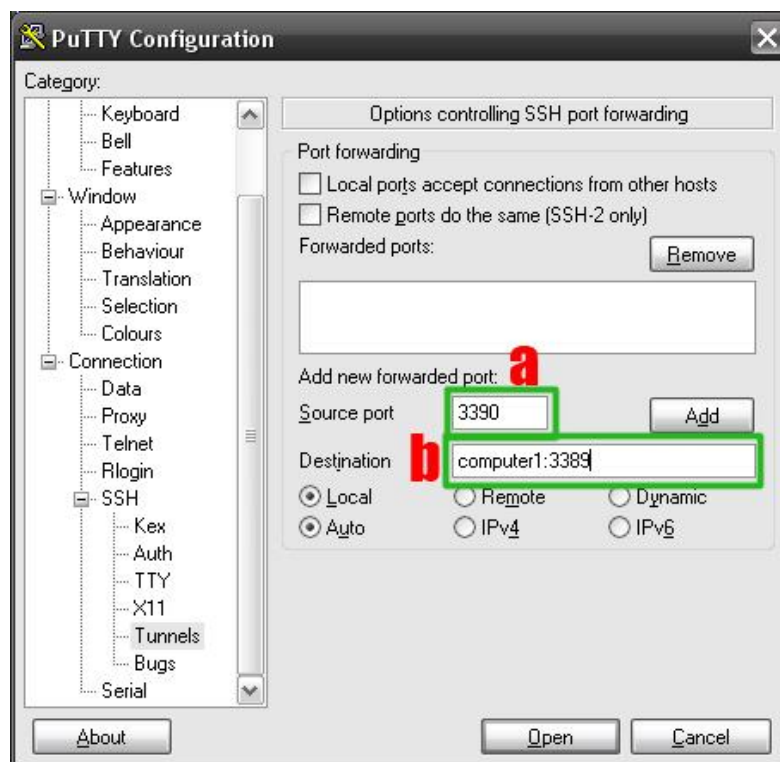 PuTTY Configuration
Category:
Keyboard
Bell
Features
Window
Appearance
Behaviour
Translation
Selection
Colours
Connection
Data
Proxy
Telnet
Rlogin
SSH
Kex
Auth
TTY
X11
Tunnels
Bugs
Serial
Options controlling SSH port forwarding
Port forwarding
Local ports accept connections from other hosts
Remote ports do the same (SSH-2 only)
Forwarded ports:
Remove
Add new forwarded port:
a
Source port 3390 Add
Destination b computer1:3389
Local Remote Dynamic
Auto IPv4 IPv6
About Open Cancel